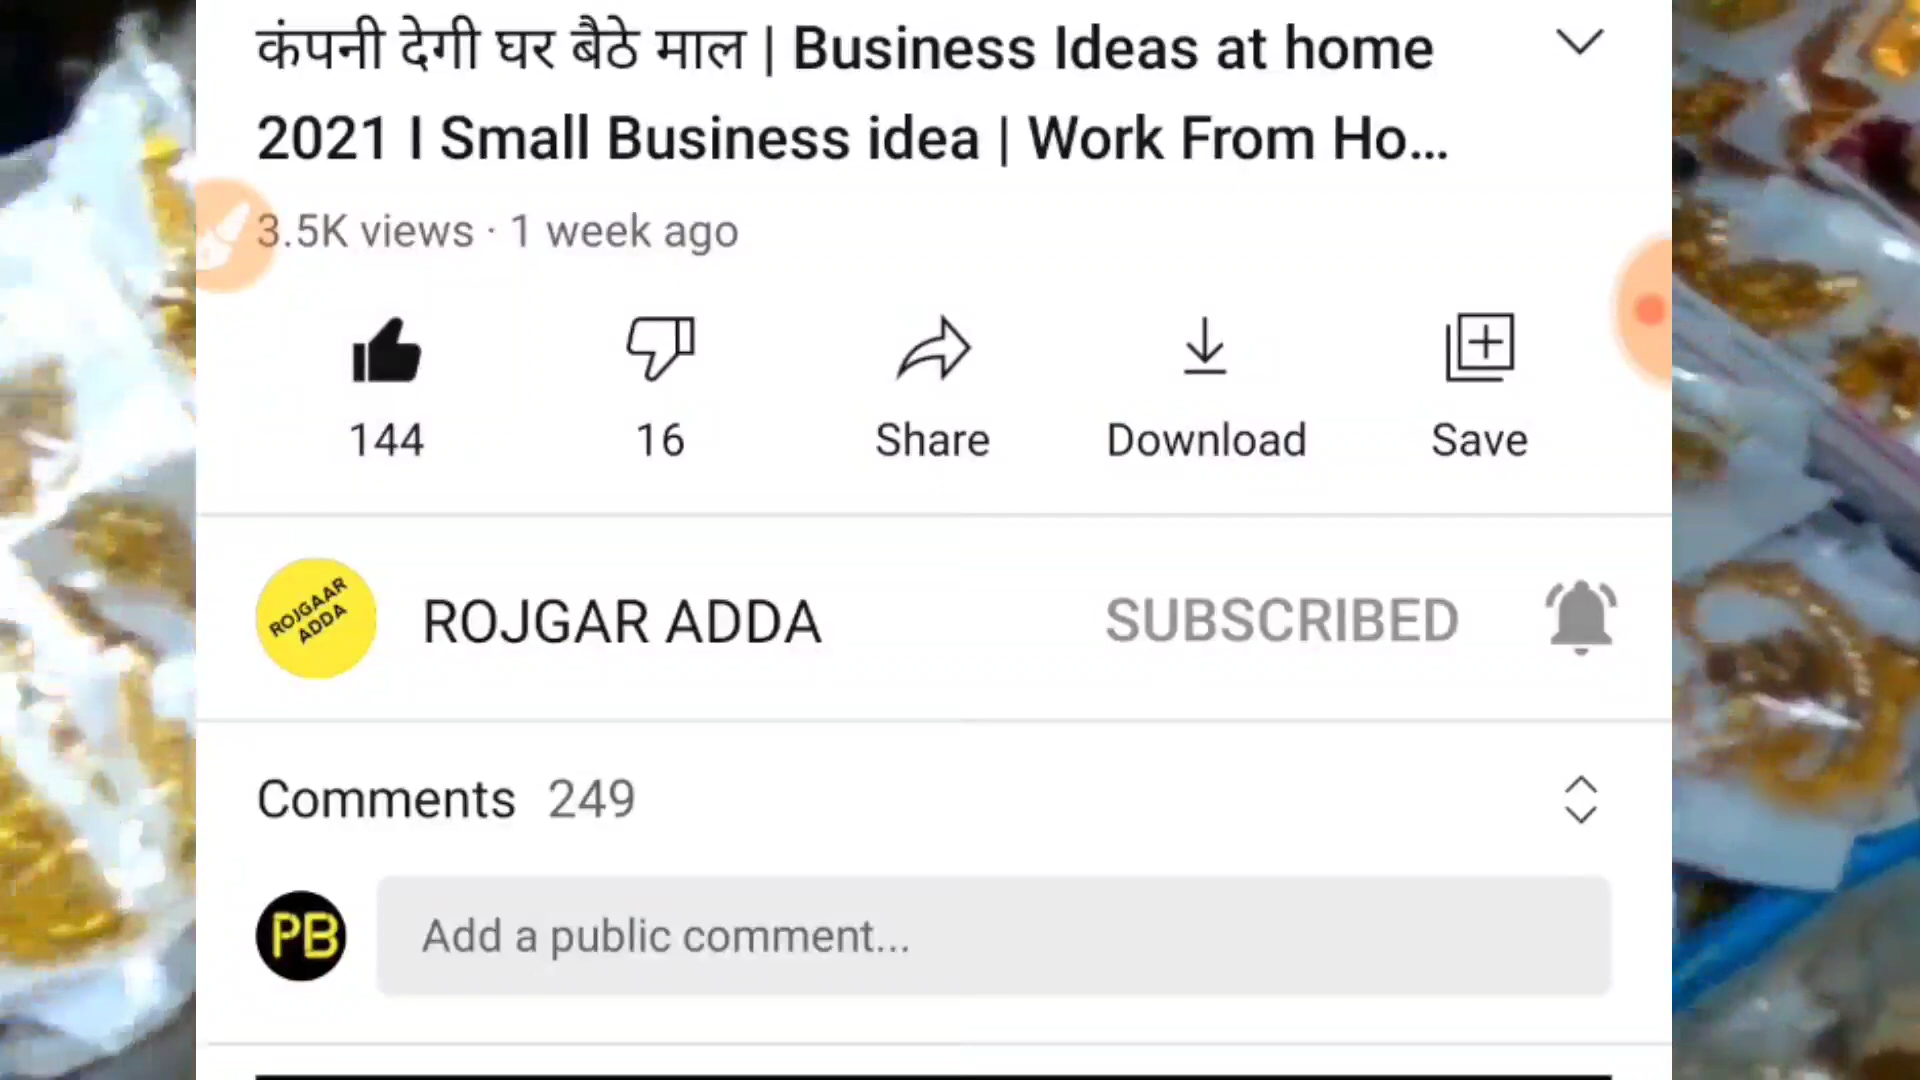 कंपनी देगी घर बैठे माल | Business Ideas at home
2021 I Small Business idea | Work From Ho...
3.5K views · 1 week ago
144
16
Share
Download
Save
ROJGAAR
ADDA
ROJGAR ADDA
SUBSCRIBED
Comments 249
PB
Add a public comment...